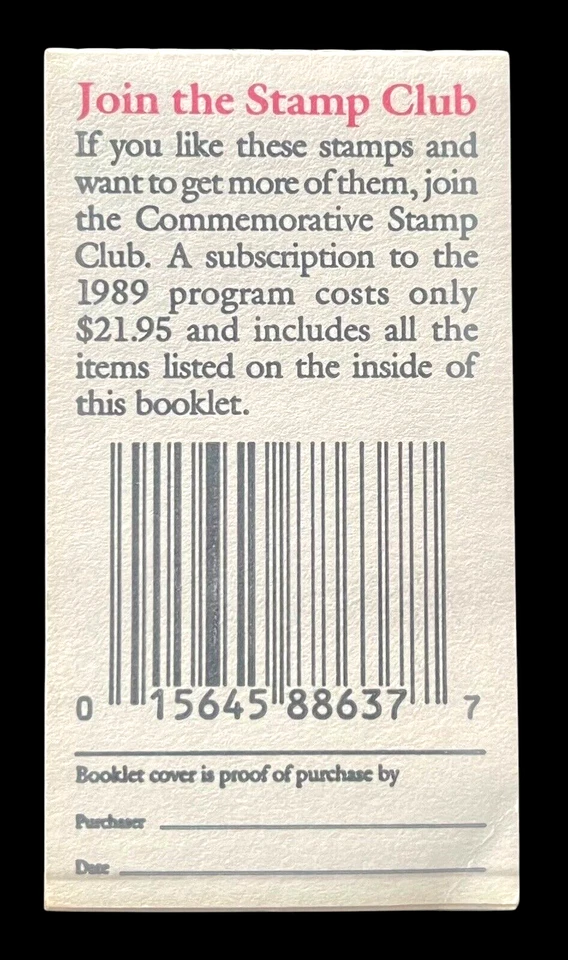 Join the Stamp Club
If you like these stamps and
want to get more of them, join
the Commemorative Stamp
Club. A subscription to the
1989 program costs only
$21.95 and includes all the
items listed on the inside of
this booklet.
0 15645 88637 7
Booklet cover is proof of purchase by
Purchaser
Date